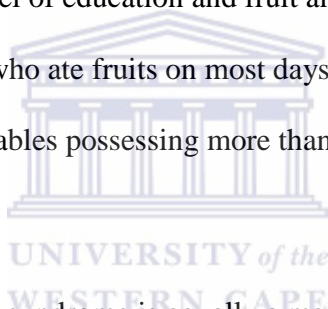 el of education and fruit an
who ate fruits on most days
ables possessing more than
UNIVERSITY of the
WESTERN CAPE